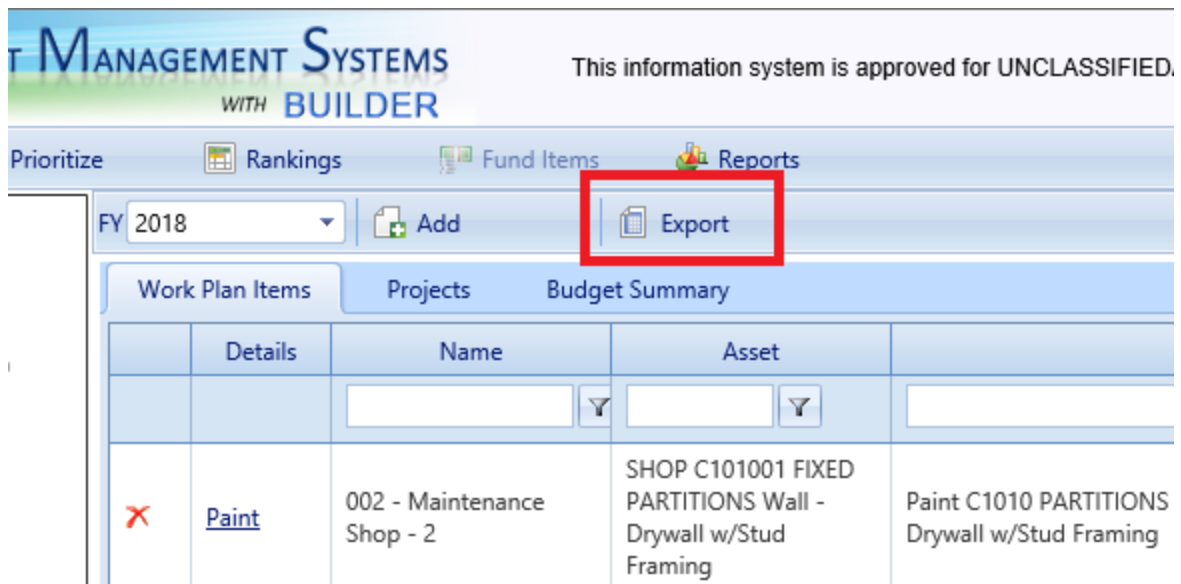 T MANAGEMENT SYSTEMS
WITH BUILDER
This information system is approved for UNCLASSIFIED
Prioritize
Rankings
Fund Items
Reports
FY 2018
Add
Export
Work Plan Items
Projects
Budget Summary
Details
Name
Asset
Paint
002 - Maintenance
Shop - 2
SHOP C101001 FIXED
PARTITIONS Wall -
Drywall w/Stud
Framing
Paint C1010 PARTITIONS
Drywall w/Stud Framing